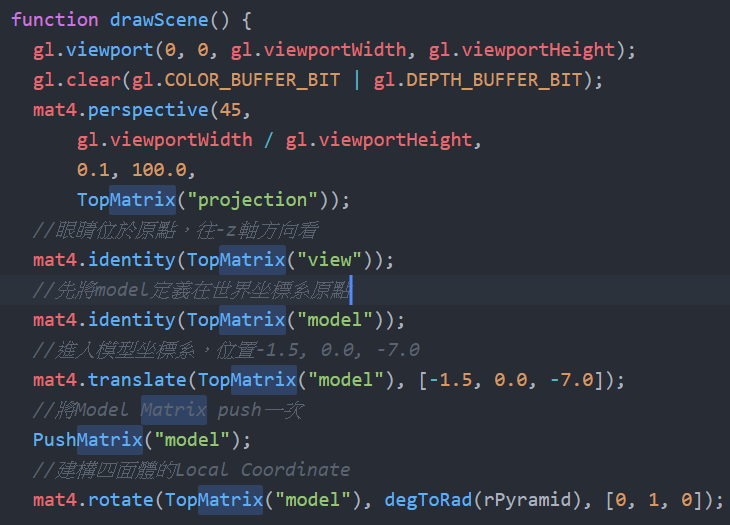 function drawScene() {
gl.viewport(0, 0, gl.viewportWidth, gl.viewportHeight);
gl.clear(gl.COLOR_BUFFER_BIT | gl.DEPTH_BUFFER_BIT);
mat4.perspective(45,
gl.viewportWidth / gl.viewportHeight,
0.1, 100.0,
TopMatrix("projection"));
//眼睛位於原點，往-z軸方向看
mat4.identity(TopMatrix("view"));
//先將model定義在世界坐標系原點
mat4.identity(TopMatrix("model"));
//進入模型坐標系，位置-1.5, 0.0, -7.0
mat4.translate(TopMatrix("model"), [-1.5, 0.0, -7.0]);
//將Model Matrix push一次
PushMatrix("model");
//建構四面體的Local Coordinate
mat4.rotate(TopMatrix("model"), degToRad(rPyramid), [0, 1, 0]);